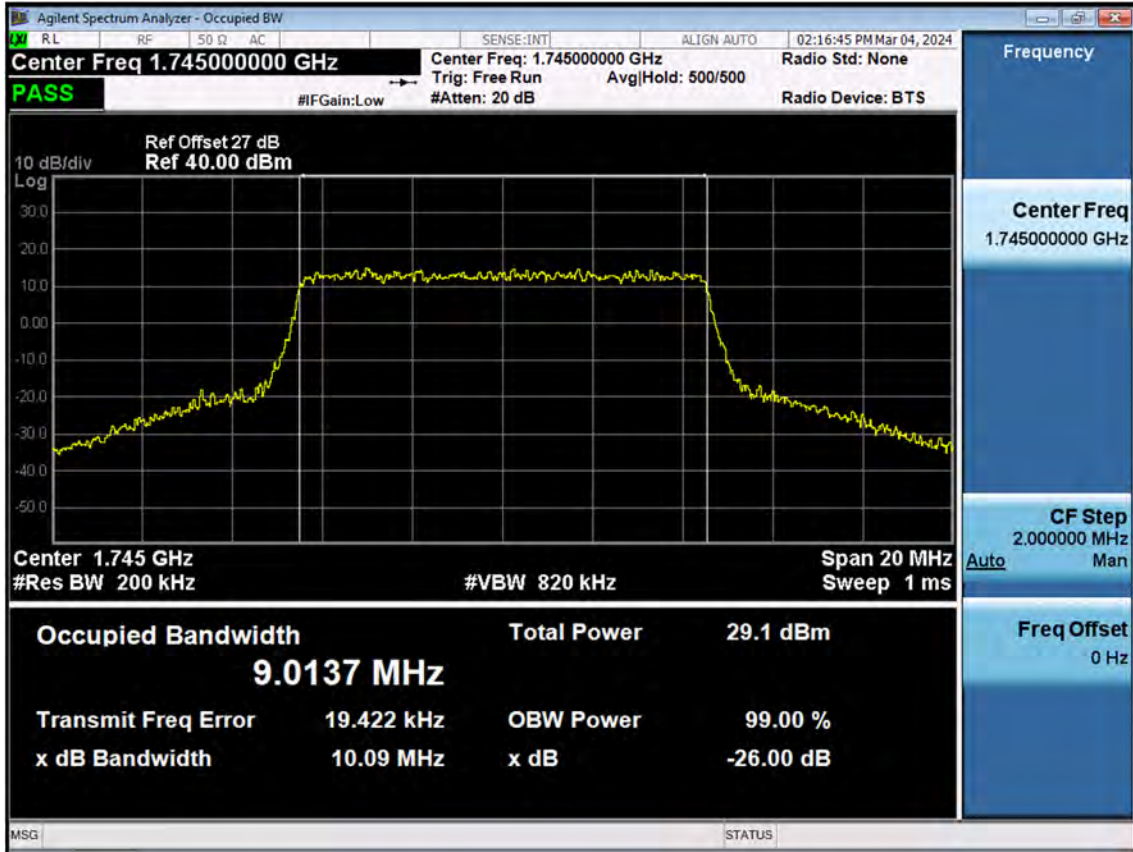 Agilent Spectrum Analyzer - Occupied BW
LXI RL RF 50 Ω AC SENSE:INT ALIGN AUTO 02:16:45 PM Mar 04, 2024
Center Freq 1.745000000 GHz Center Freq: 1.745000000 GHz Radio Std: None
Trig: Free Run Avg|Hold: 500/500
PASS #IFGain:Low #Atten: 20 dB Radio Device: BTS
Ref Offset 27 dB
10 dB/div Ref 40.00 dBm
Log
30.0
20.0
10.0
0.00
-10.0
-20.0
-30.0
-40.0
-50.0
Center 1.745 GHz Span 20 MHz
#Res BW 200 kHz #VBW 820 kHz Sweep 1 ms
Occupied Bandwidth Total Power 29.1 dBm
9.0137 MHz
Transmit Freq Error 19.422 kHz OBW Power 99.00 %
x dB Bandwidth 10.09 MHz x dB -26.00 dB
MSG STATUS
Frequency
Center Freq
1.745000000 GHz
CF Step
2.000000 MHz
Auto Man
Freq Offset
0 Hz